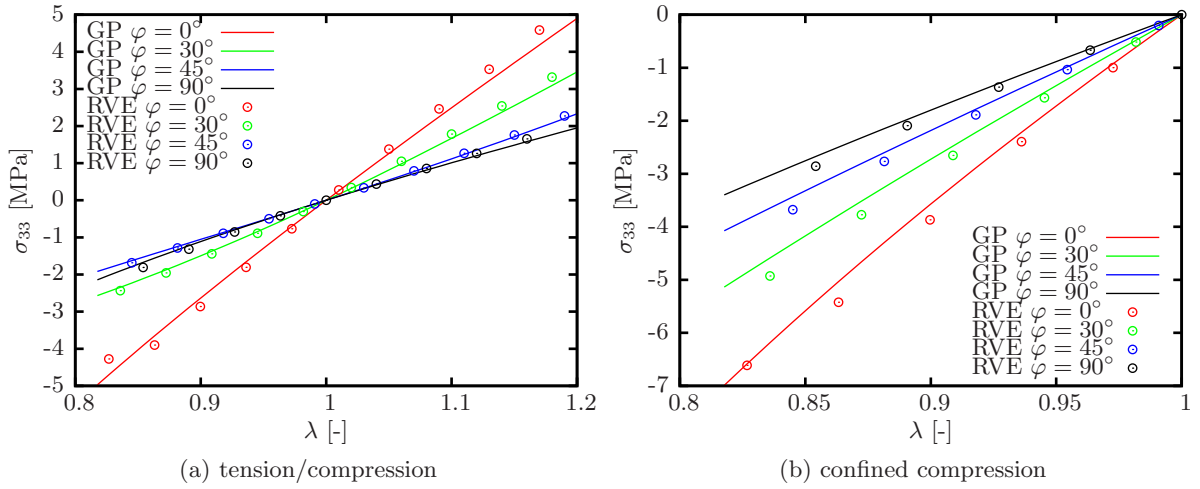 GP φ = 0°
GP φ = 30°
GP φ = 45°
GP φ = 90°
RVE φ = 0°
RVE φ = 30°
RVE φ = 45°
RVE φ = 90°
5
4
3
2
1
0
-1
-2
-3
-4
-5
σ33 [MPa]
0.8
0.9
1
1.1
1.2
λ [-]
(a) tension/compression
0
-1
-2
-3
-4
-5
-6
-7
σ33 [MPa]
GP φ = 0°
GP φ = 30°
GP φ = 45°
GP φ = 90°
RVE φ = 0°
RVE φ = 30°
RVE φ = 45°
RVE φ = 90°
0.8
0.85
0.9
0.95
1
λ [-]
(b) confined compression